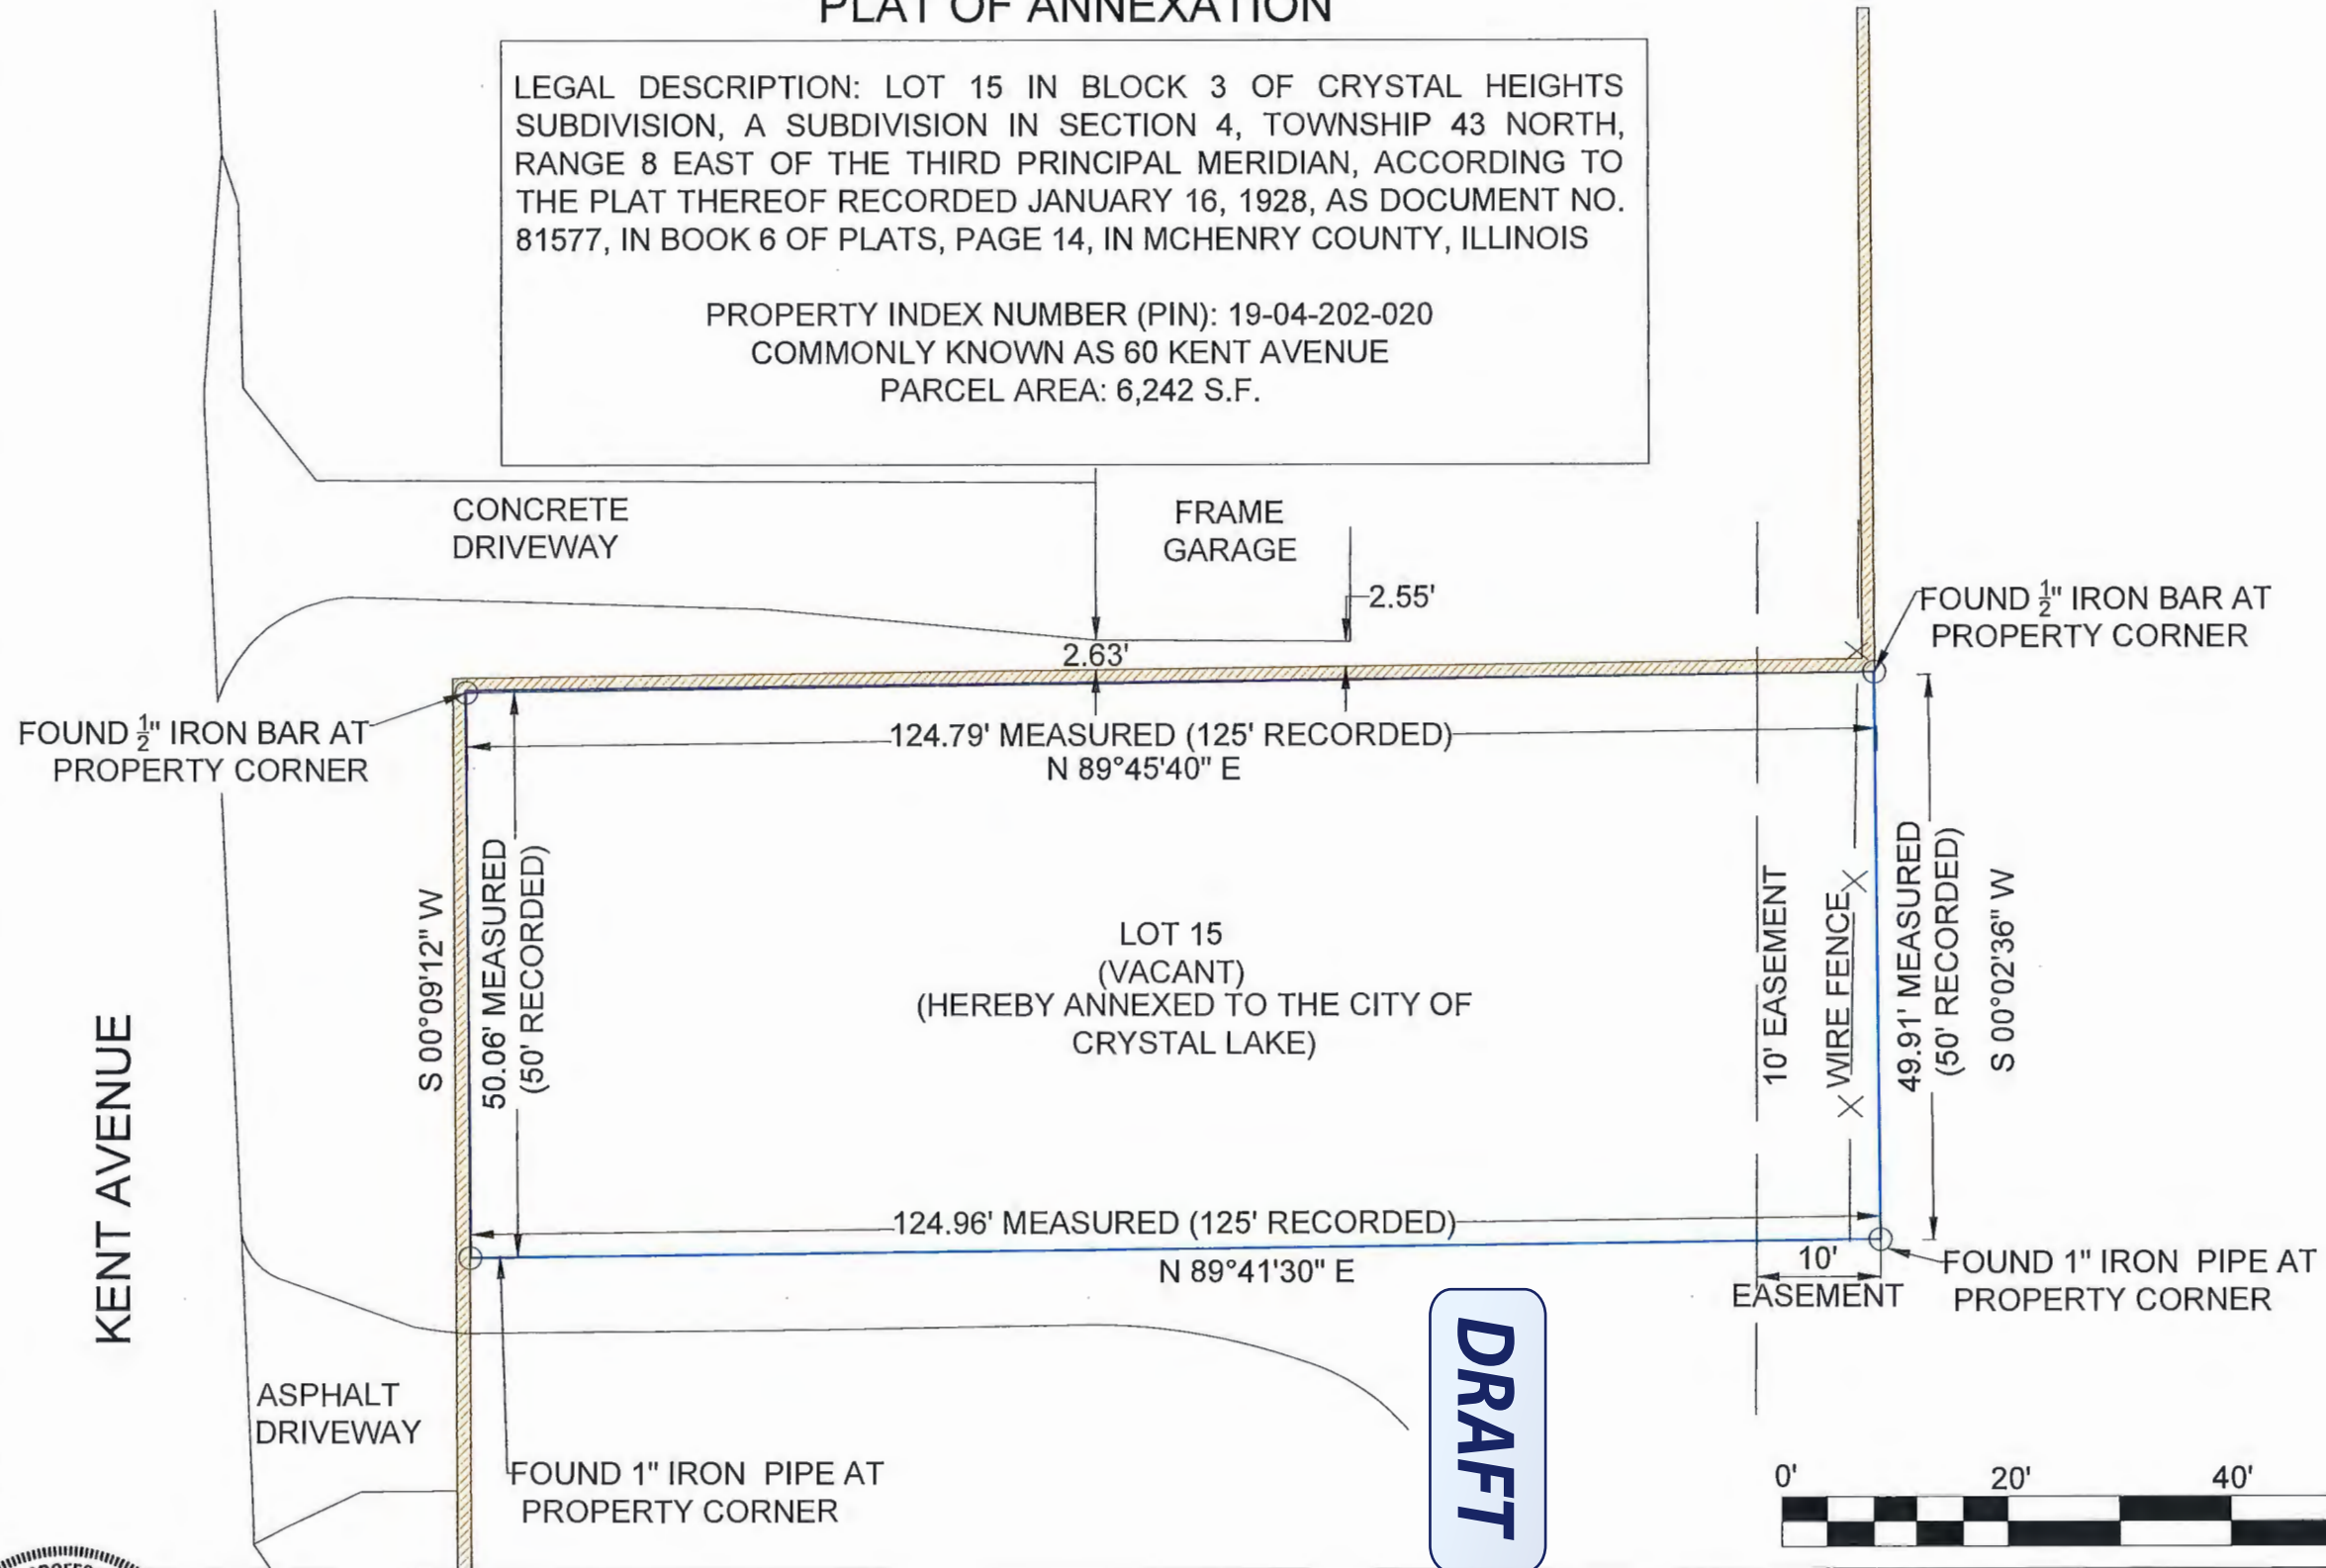 PLAT OF ANNEXATION
LEGAL DESCRIPTION: LOT 15 IN BLOCK 3 OF CRYSTAL HEIGHTS
SUBDIVISION, A SUBDIVISION IN SECTION 4, TOWNSHIP 43 NORTH,
RANGE 8 EAST OF THE THIRD PRINCIPAL MERIDIAN, ACCORDING TO
THE PLAT THEREOF RECORDED JANUARY 16, 1928, AS DOCUMENT NO.
81577, IN BOOK 6 OF PLATS, PAGE 14, IN MCHENRY COUNTY, ILLINOIS
PROPERTY INDEX NUMBER (PIN): 19-04-202-020
COMMONLY KNOWN AS 60 KENT AVENUE
PARCEL AREA: 6,242 S.F.
CONCRETE
DRIVEWAY
FRAME
GARAGE
2.55'
2.63'
FOUND ½" IRON BAR AT
PROPERTY CORNER
FOUND ½" IRON BAR AT
PROPERTY CORNER
124.79' MEASURED (125' RECORDED)
N 89°45'40" E
S 00°09'12" W
50.06' MEASURED
(50' RECORDED)
LOT 15
(VACANT)
(HEREBY ANNEXED TO THE CITY OF
CRYSTAL LAKE)
10' EASEMENT
WIRE FENCE
49.91' MEASURED
(50' RECORDED)
S 00°02'36" W
KENT AVENUE
124.96' MEASURED (125' RECORDED)
N 89°41'30" E
10'
EASEMENT
FOUND 1" IRON PIPE AT
PROPERTY CORNER
ASPHALT
DRIVEWAY
FOUND 1" IRON PIPE AT
PROPERTY CORNER
DRAFT
0' 20' 40'